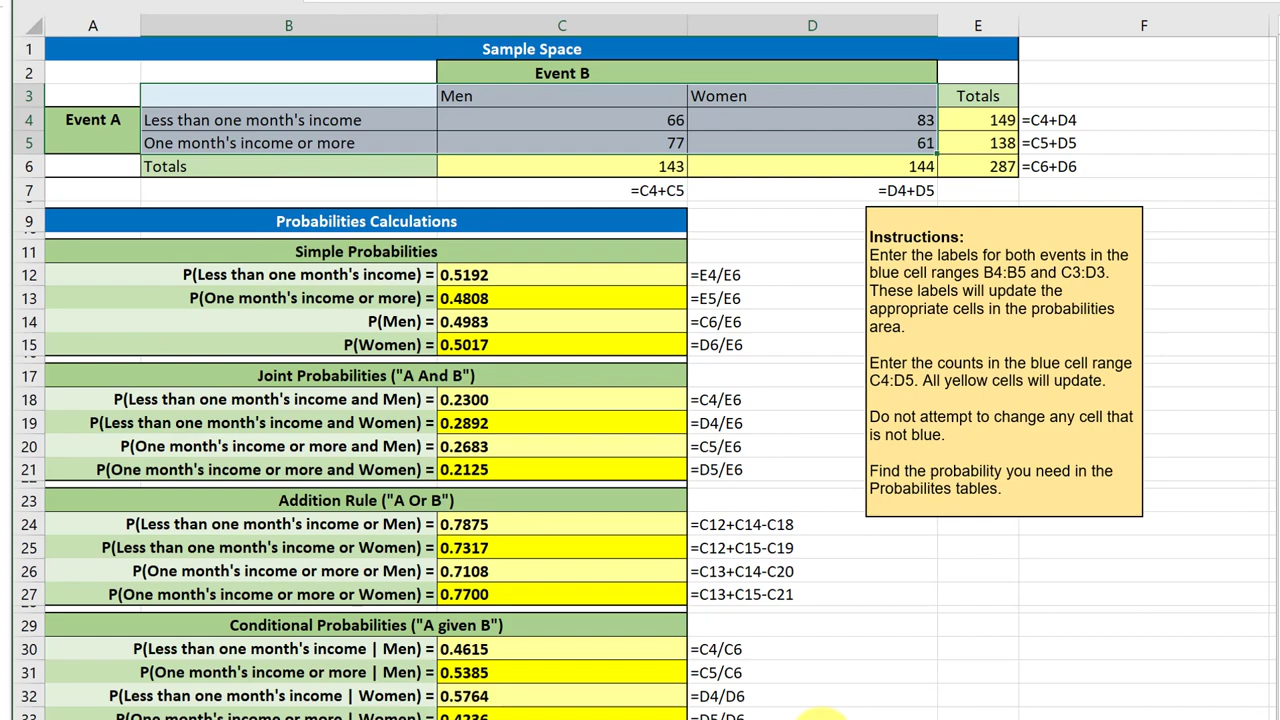 A B C D E F
1 Sample Space
2 Event B
3 Men Women Totals
4 Event A Less than one month's income 66 83 149 =C4+D4
5 One month's income or more 77 61 138 =C5+D5
6 Totals 143 144 287 =C6+D6
7 =C4+C5 =D4+D5
9 Probabilities Calculations
11 Simple Probabilities
12 P(Less than one month's income) = 0.5192 =E4/E6
13 P(One month's income or more) = 0.4808 =E5/E6
14 P(Men) = 0.4983 =C6/E6
15 P(Women) = 0.5017 =D6/E6
17 Joint Probabilities ("A And B")
18 P(Less than one month's income and Men) = 0.2300 =C4/E6
19 P(Less than one month's income and Women) = 0.2892 =D4/E6
20 P(One month's income or more and Men) = 0.2683 =C5/E6
21 P(One month's income or more and Women) = 0.2125 =D5/E6
23 Addition Rule ("A Or B")
24 P(Less than one month's income or Men) = 0.7875 =C12+C14-C18
25 P(Less than one month's income or Women) = 0.7317 =C12+C15-C19
26 P(One month's income or more or Men) = 0.7108 =C13+C14-C20
27 P(One month's income or more or Women) = 0.7700 =C13+C15-C21
29 Conditional Probabilities ("A given B")
30 P(Less than one month's income | Men) = 0.4615 =C4/C6
31 P(One month's income or more | Men) = 0.5385 =C5/C6
32 P(Less than one month's income | Women) = 0.5764 =D4/D6
33 P(One month's income or more | Women) = 0.4236 =D5/D6
Instructions:
Enter the labels for both events in the
blue cell ranges B4:B5 and C3:D3.
These labels will update the
appropriate cells in the probabilities
area.
Enter the counts in the blue cell range
C4:D5. All yellow cells will update.
Do not attempt to change any cell that
is not blue.
Find the probability you need in the
Probabilites tables.